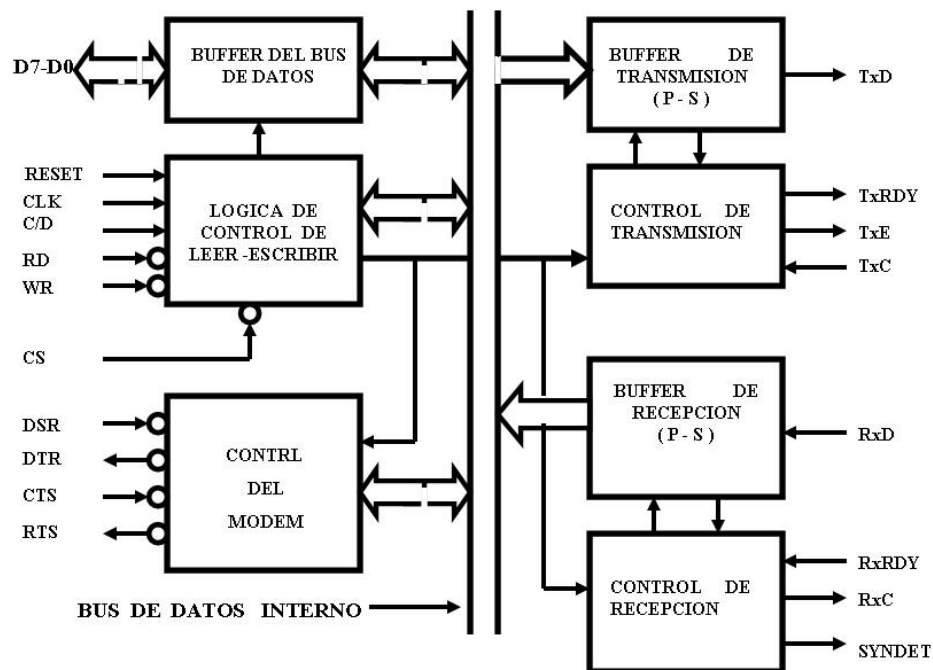 D7-D0
BUFFER DEL BUS
DE DATOS
RESET
CLK
C/D
RD
WR
CS
LOGICA DE
CONTROL DE
LEER -ESCRIBIR
DSR
DTR
CTS
RTS
CONTRL
DEL
MODEM
BUS DE DATOS INTERNO
BUFFER DE
TRANSMISION
( P - S )
TxD
CONTROL DE
TRANSMISION
TxRDY
TxE
TxC
BUFFER DE
RECEPCION
( P - S )
RxD
CONTROL DE
RECEPCION
RxRDY
RxC
SYNDET